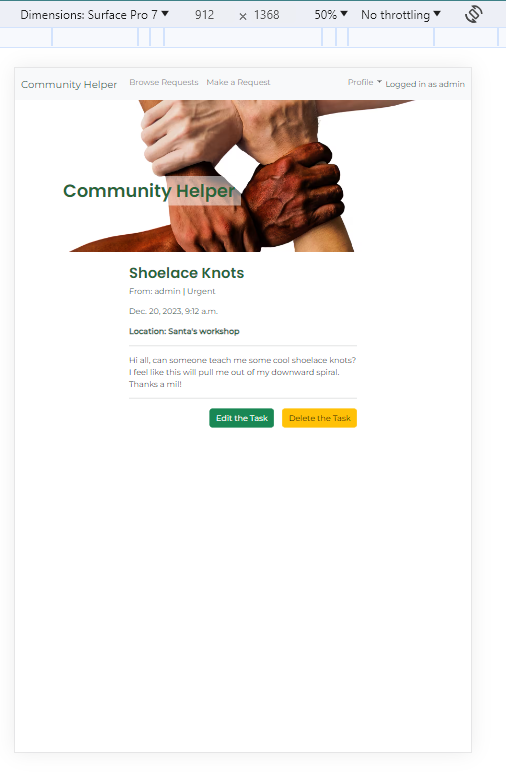 Dimensions: Surface Pro 7 912 × 1368 50% No throttling
Community Helper Browse Requests Make a Request Profile Logged in as admin
Community Helper
Shoelace Knots
From: admin | Urgent
Dec. 20, 2023, 9:12 a.m.
Location: Santa's workshop
Hi all, can someone teach me some cool shoelace knots?
I feel like this will pull me out of my downward spiral.
Thanks a mil!
Edit the Task Delete the Task